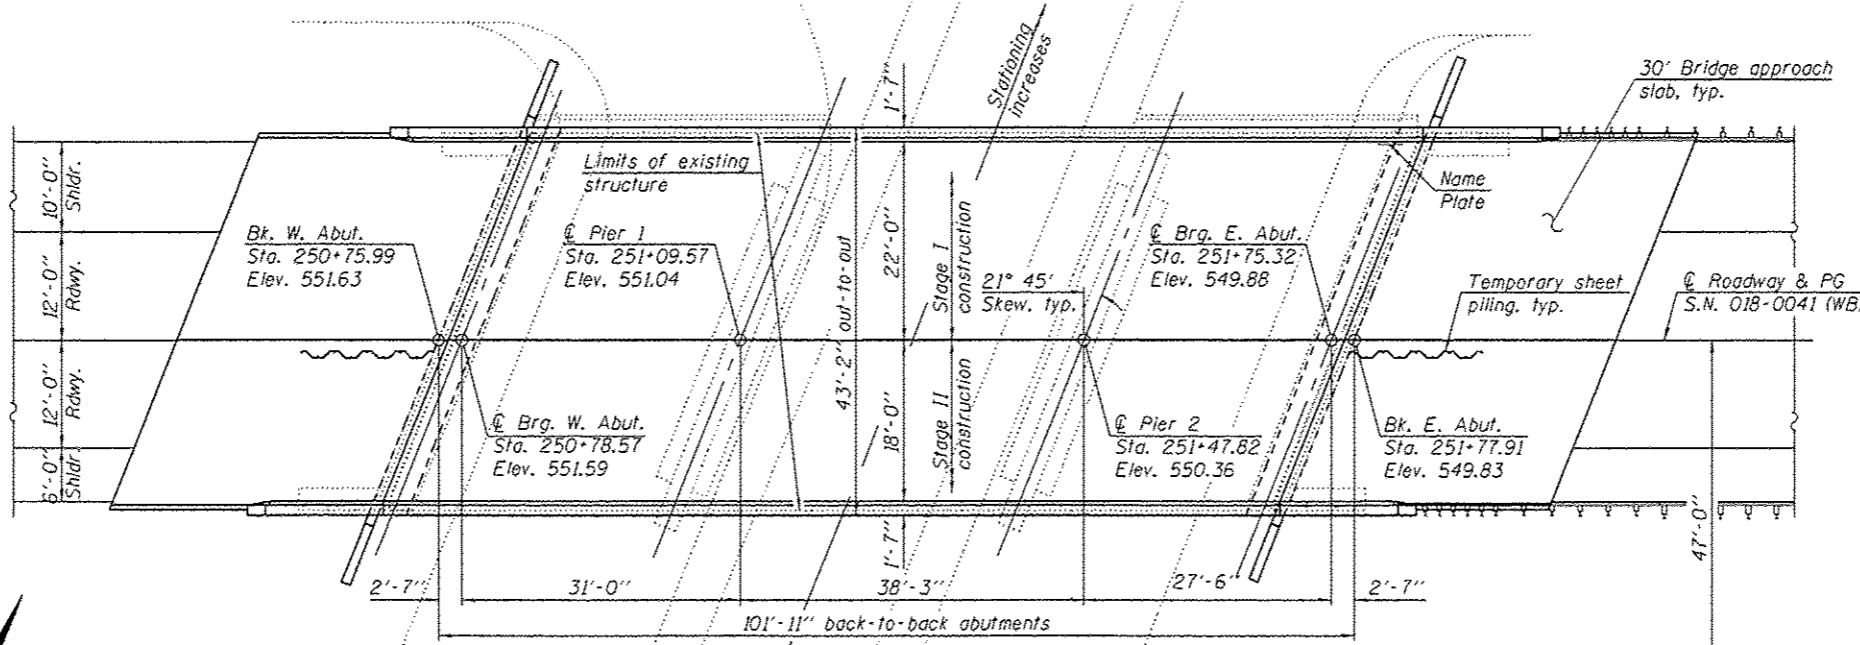 Stationing
increases
1'-7"
30' Bridge approach
slab, typ.
Limits of existing
structure
Name
Plate
10'-0"
Shldr.
12'-0"
Rdwy.
12'-0"
Rdwy.
6'-0"
Shldr.
Bk. W. Abut.
Sta. 250+75.99
Elev. 551.63
℄ Pier 1
Sta. 251+09.57
Elev. 551.04
43'-2" out-to-out
22'-0"
Stage I
construction
21° 45'
Skew, typ.
℄ Brg. E. Abut.
Sta. 251+75.32
Elev. 549.88
Temporary sheet
piling, typ.
℄ Roadway & PG
S.N. 018-0041 (WB
℄ Brg. W. Abut.
Sta. 250+78.57
Elev. 551.59
18'-0"
Stage II
construction
℄ Pier 2
Sta. 251+47.82
Elev. 550.36
Bk. E. Abut.
Sta. 251+77.91
Elev. 549.83
47'-0"
1'-7"
2'-7"
31'-0"
38'-3"
27'-6"
2'-7"
101'-11" back-to-back abutments